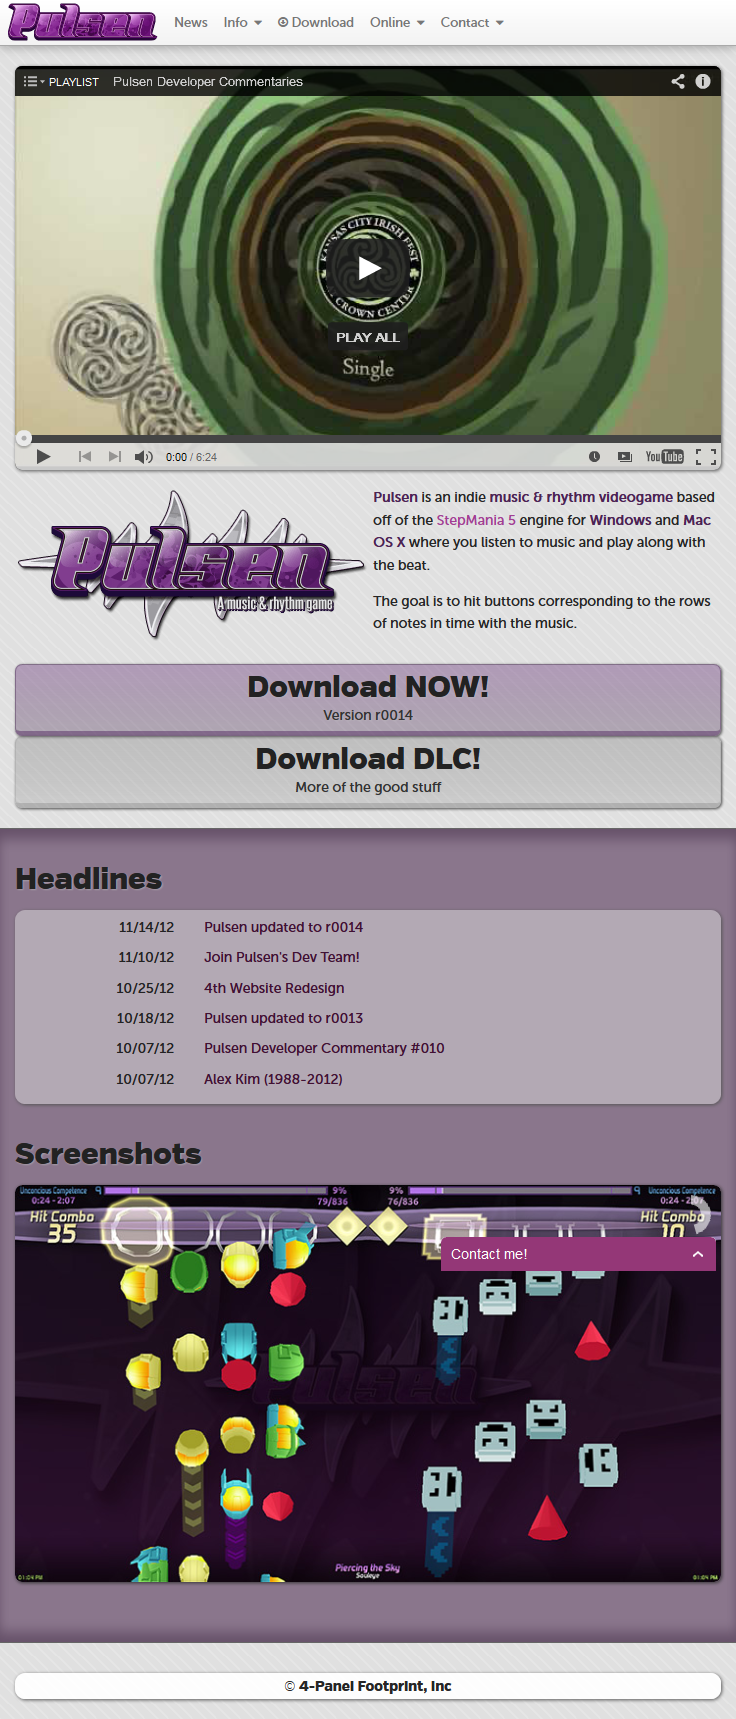 Pulsen
News Info Download Online Contact
PLAYLIST Pulsen Developer Commentaries
KANSAS CITY IRISH FEST
CROWN CENTER
PLAY ALL
Single
0:00 / 6:24
YouTube
Pulsen
A music & rhythm game
Pulsen is an indie music & rhythm videogame based
off of the StepMania 5 engine for Windows and Mac
OS X where you listen to music and play along with
the beat.
The goal is to hit buttons corresponding to the rows
of notes in time with the music.
Download NOW!
Version r0014
Download DLC!
More of the good stuff
Headlines
11/14/12 Pulsen updated to r0014
11/10/12 Join Pulsen's Dev Team!
10/25/12 4th Website Redesign
10/18/12 Pulsen updated to r0013
10/07/12 Pulsen Developer Commentary #010
10/07/12 Alex Kim (1988-2012)
Screenshots
Unconcious Competence 9 9% 9% 9 Unconcious Competence
0:24 - 2:07 79/836 76/836 0:24 - 2:07
Hit Combo Hit Combo
35 10
Contact me!
Pulsen
Piercing the Sky
Souleye
01:04 PM 01:04 PM
© 4-Panel Footprint, Inc